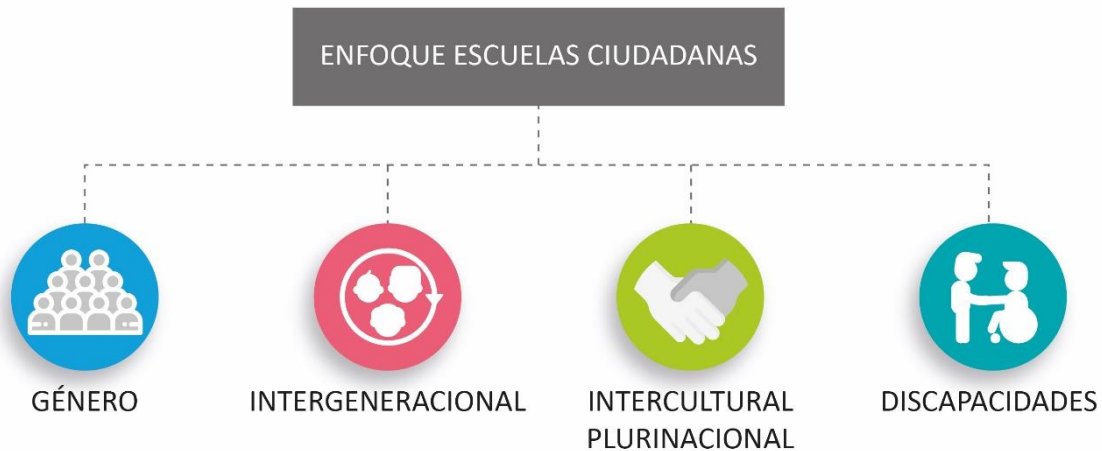 ENFOQUE ESCUELAS CIUDADANAS
GÉNERO
INTERGENERACIONAL
INTERCULTURAL
PLURINACIONAL
DISCAPACIDADES